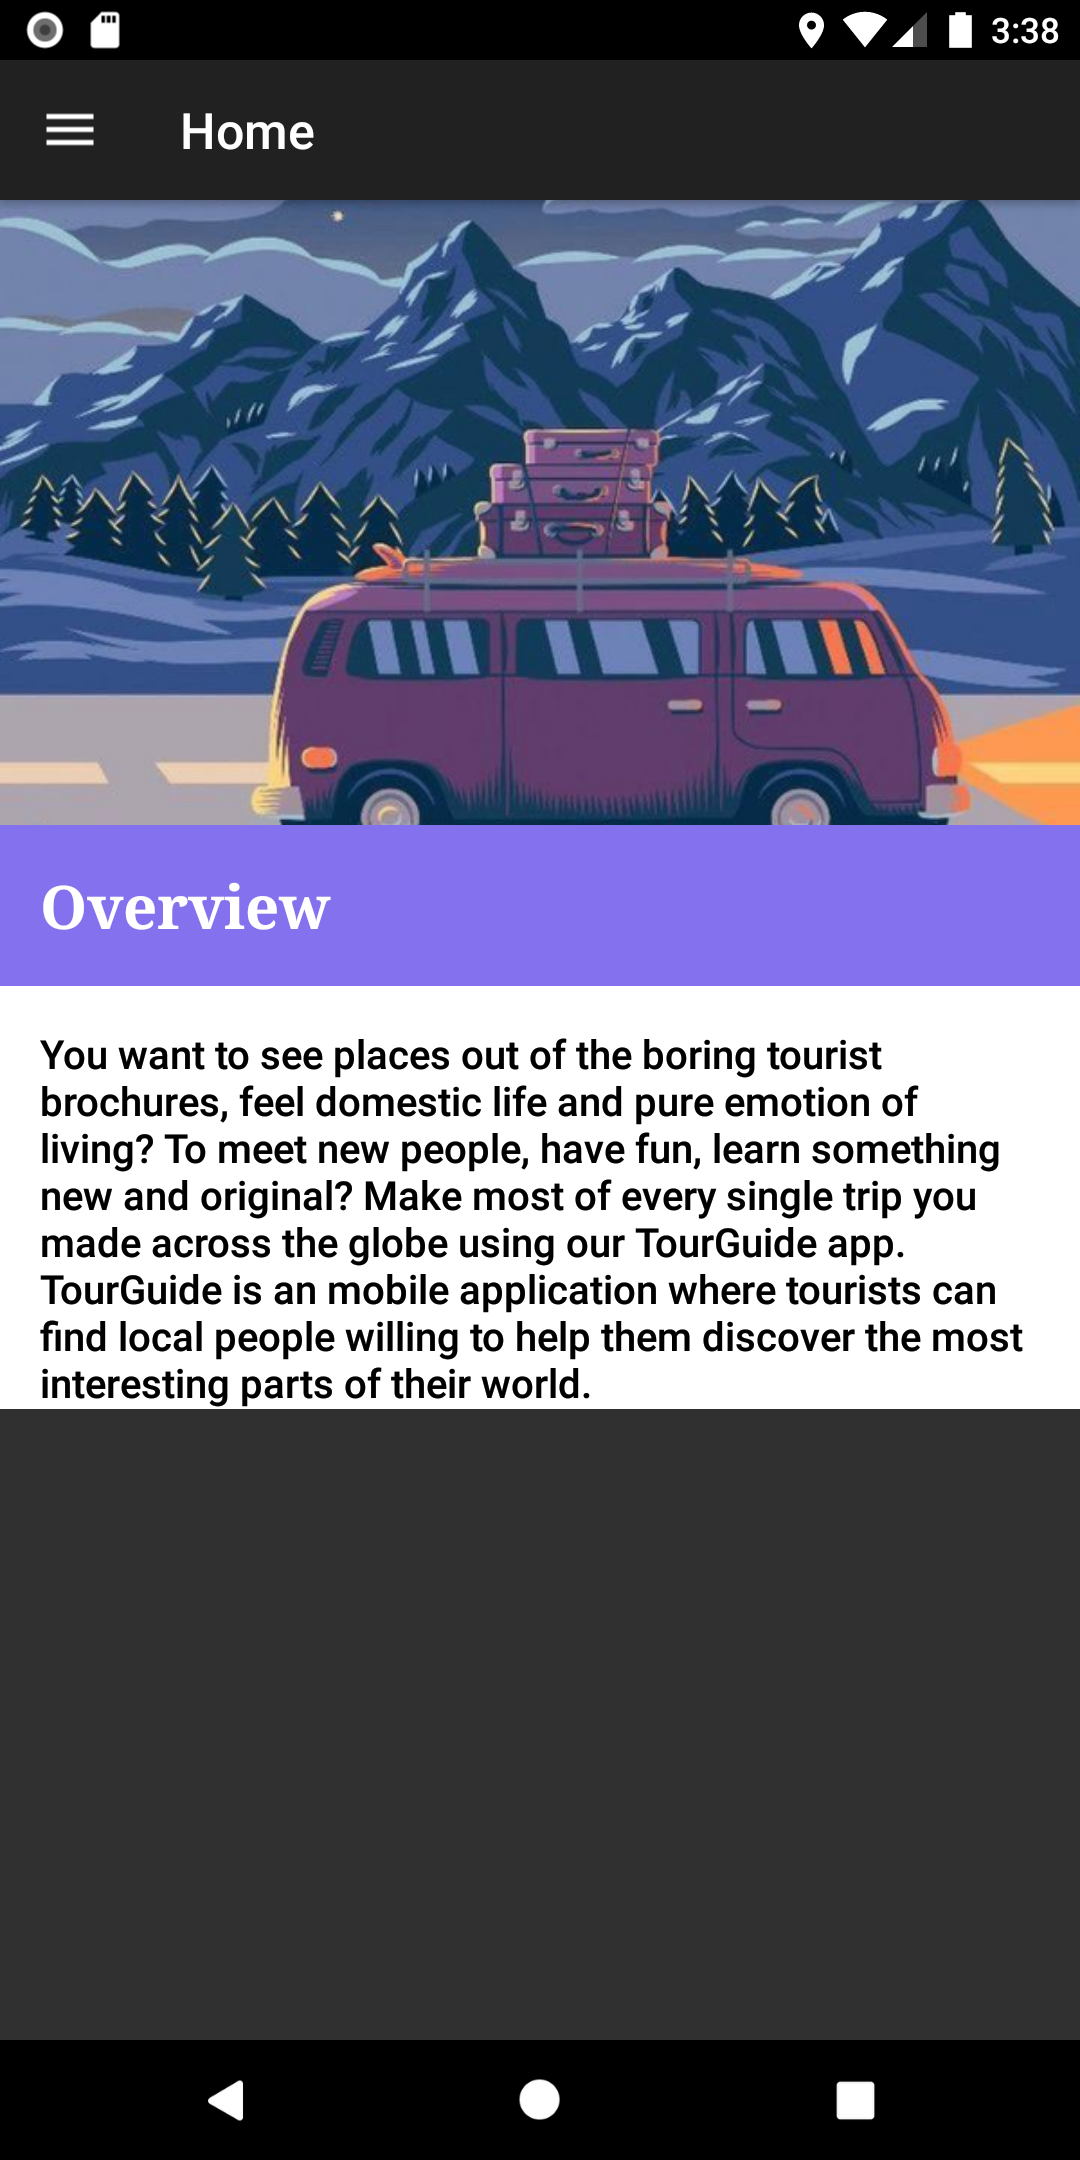 3:38
Home
Overview
You want to see places out of the boring tourist
brochures, feel domestic life and pure emotion of
living? To meet new people, have fun, learn something
new and original? Make most of every single trip you
made across the globe using our TourGuide app.
TourGuide is an mobile application where tourists can
find local people willing to help them discover the most
interesting parts of their world.